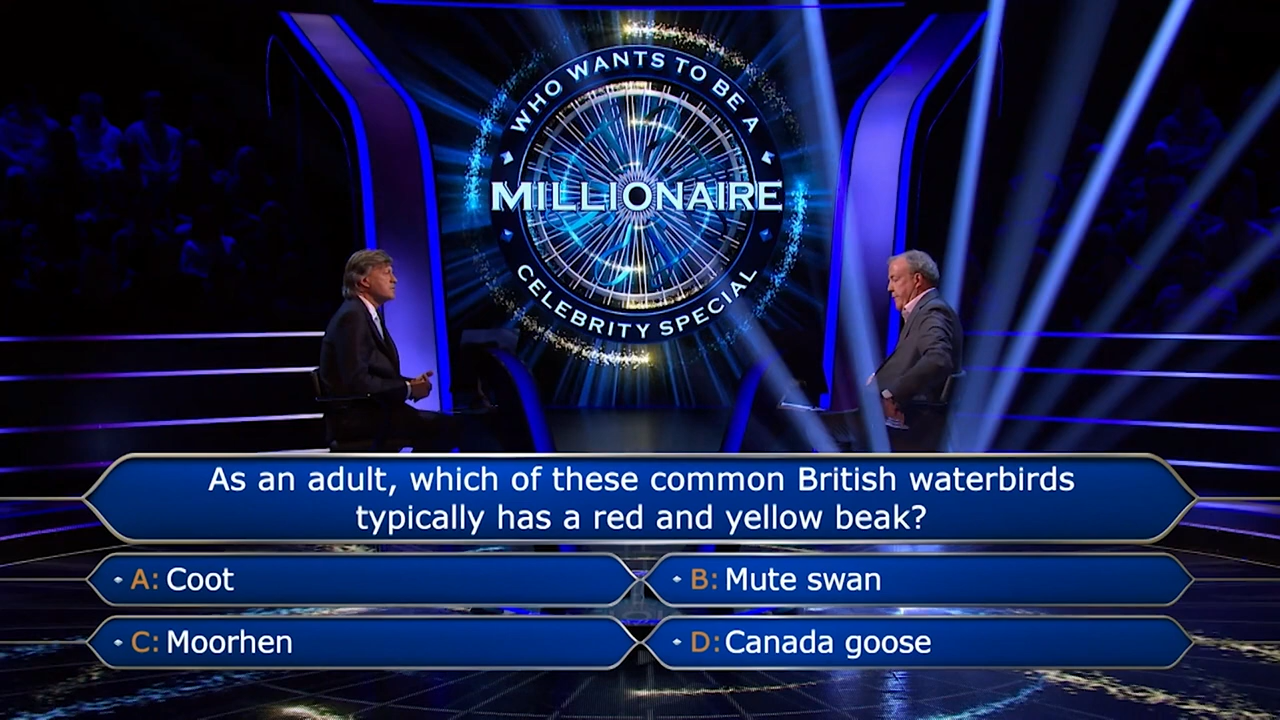 WHO WANTS TO BE A
MILLIONAIRE
CELEBRITY SPECIAL
As an adult, which of these common British waterbirds
typically has a red and yellow beak?
A: Coot
B: Mute swan
C: Moorhen
D: Canada goose